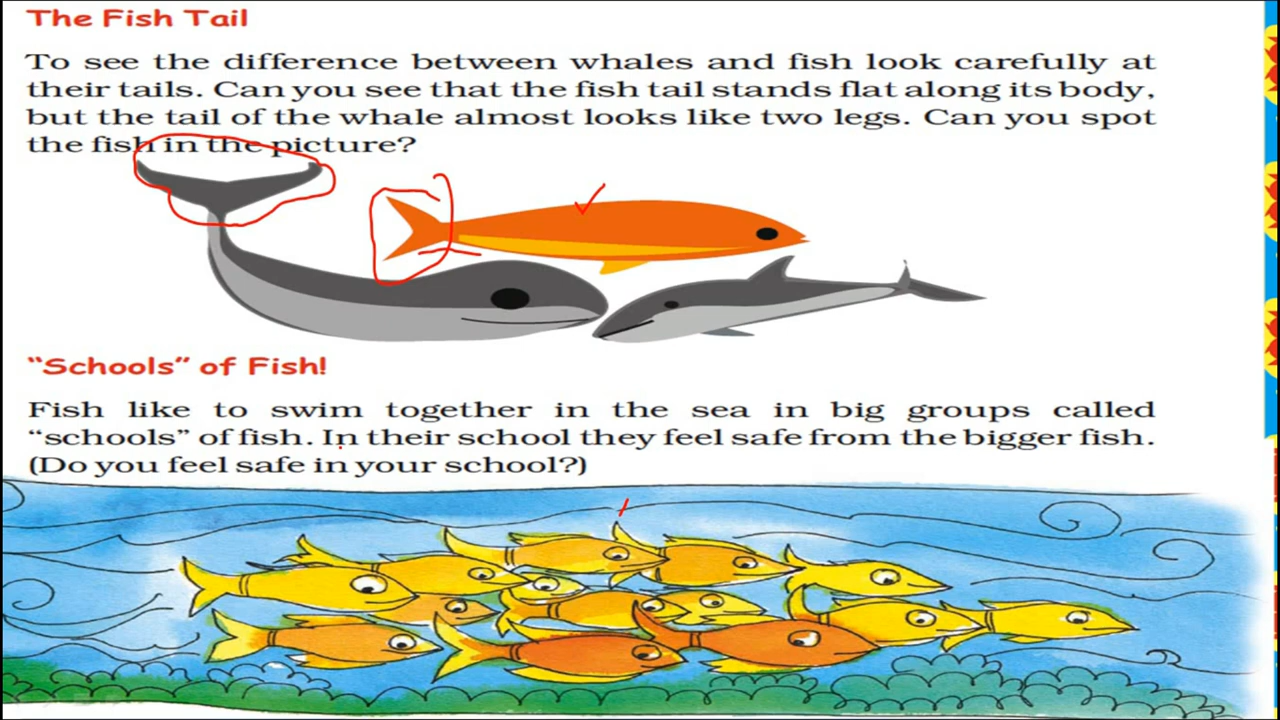 The Fish Tail
To see the difference between whales and fish look carefully at
their tails. Can you see that the fish tail stands flat along its body,
but the tail of the whale almost looks like two legs. Can you spot
the fish in the picture?
“Schools” of Fish!
Fish like to swim together in the sea in big groups called
“schools” of fish. In their school they feel safe from the bigger fish.
(Do you feel safe in your school?)